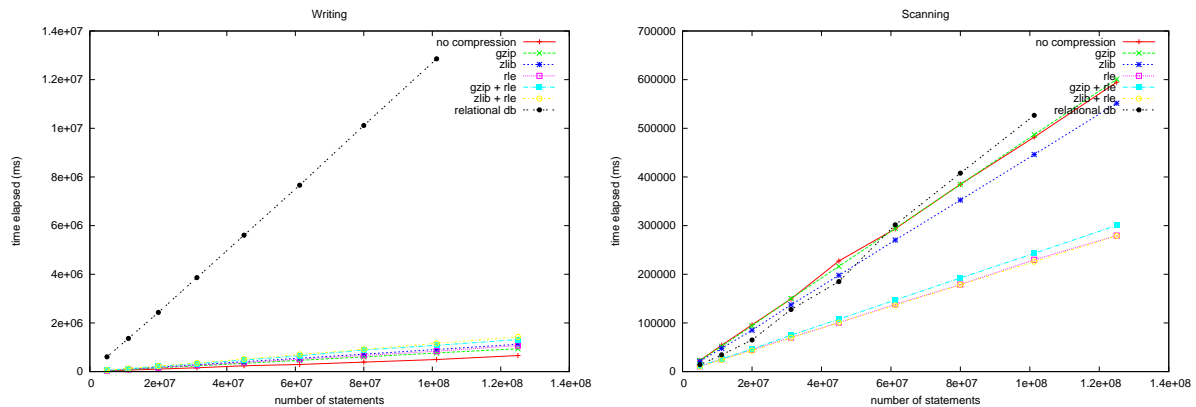 Writing
1.4e+07
1.2e+07
1e+07
8e+06
6e+06
4e+06
2e+06
0
time elapsed (ms)
no compression
gzip
zlib
rle
gzip + rle
zlib + rle
relational db
0 2e+07 4e+07 6e+07 8e+07 1e+08 1.2e+08 1.4e+08
number of statements
Scanning
700000
600000
500000
400000
300000
200000
100000
0
time elapsed (ms)
no compression
gzip
zlib
rle
gzip + rle
zlib + rle
relational db
0 2e+07 4e+07 6e+07 8e+07 1e+08 1.2e+08 1.4e+08
number of statements